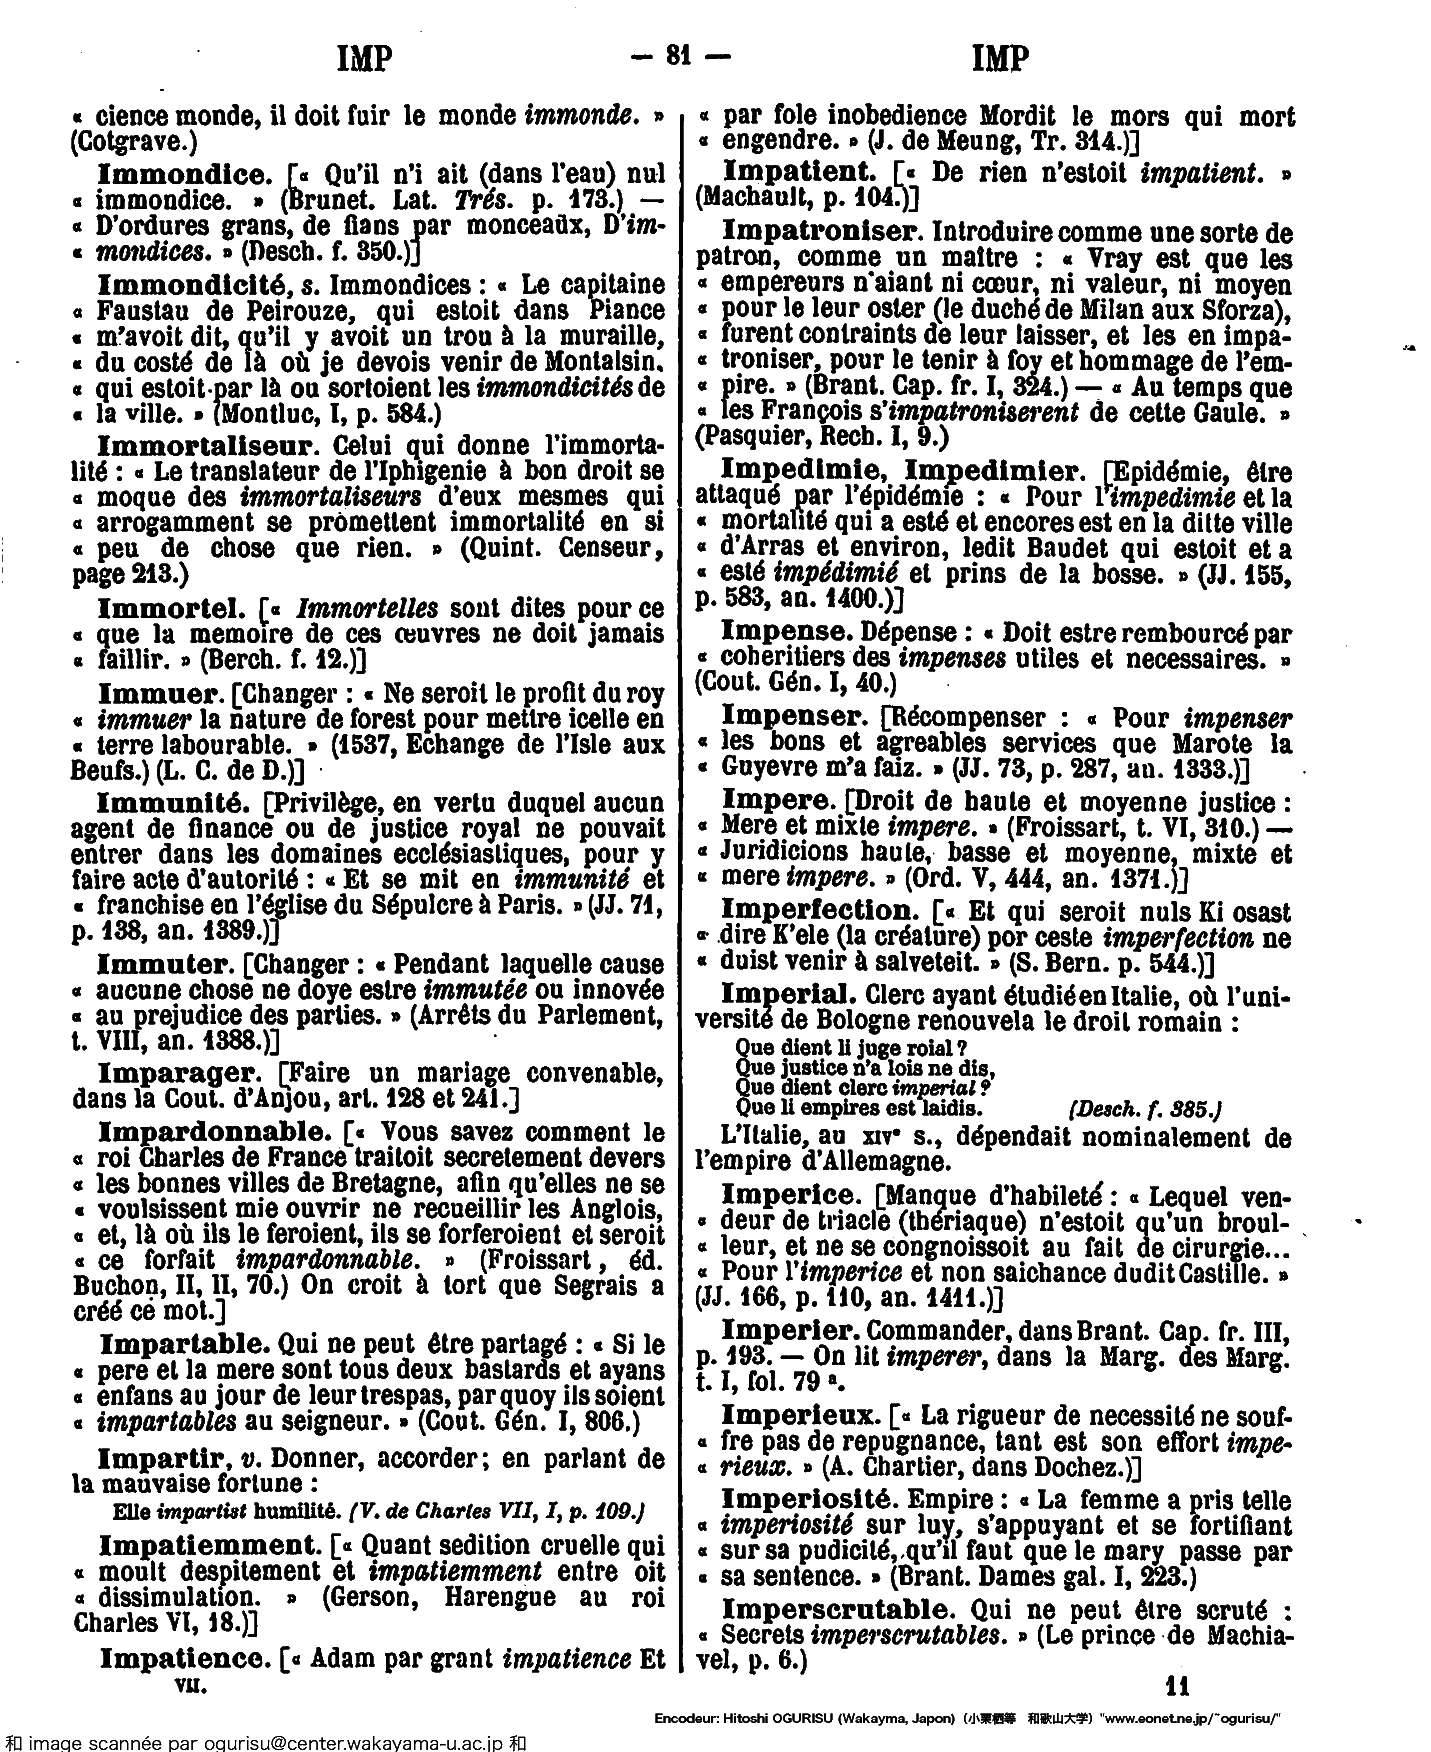 IMP — 81 — IMP
« cience monde, il doit fuir le monde immonde. »
(Cotgrave.)
Immondice. [« Qu'il n'i ait (dans l'eau) nul
« immondice. » (Brunet. Lat. Trés. p. 173.) —
« D'ordures grans, de fians par monceaux, D'im-
« mondices. » (Desch. f. 350.)]
Immondicité, s. Immondices : « Le capitaine
« Faustau de Peirouze, qui estoit dans Piance
« m'avoit dit, qu'il y avoit un trou à la muraille,
« du costé de là où je devois venir de Montalsin,
« qui estoit par là ou sortoient les immondicités de
« la ville. » (Montluc, I, p. 584.)
Immortaliseur. Celui qui donne l'immorta-
lité : « Le translateur de l'Iphigenie à bon droit se
« moque des immortaliseurs d'eux mesmes qui
« arrogamment se promettent immortalité en si
« peu de chose que rien. » (Quint. Censeur,
page 213.)
Immortel. [« Immortelles sont dites pour ce
« que la memoire de ces œuvres ne doit jamais
« faillir. » (Berch. f. 12.)]
Immuer. [Changer : « Ne seroit le profit du roy
« immuer la nature de forest pour mettre icelle en
« terre labourable. » (1537, Echange de l'Isle aux
Beufs.) (L. C. de D.)]
Immunité. [Privilège, en vertu duquel aucun
agent de finance ou de justice royal ne pouvait
entrer dans les domaines ecclésiastiques, pour y
faire acte d'autorité : « Et se mit en immunité et
« franchise en l'église du Sépulcre à Paris. » (JJ. 71,
p. 138, an. 1389.)]
Immuter. [Changer : « Pendant laquelle cause
« aucune chose ne doye estre immutée ou innovée
« au prejudice des parties. » (Arrêts du Parlement,
t. VIII, an. 1388.)]
Imparager. [Faire un mariage convenable,
dans la Cout. d'Anjou, art. 128 et 241.]
Impardonnable. [« Vous savez comment le
« roi Charles de France traitoit secretement devers
« les bonnes villes de Bretagne, afin qu'elles ne se
« voulsissent mie ouvrir ne recueillir les Anglois,
« et, là où ils le feroient, ils se forferoient et seroit
« ce forfait impardonnable. » (Froissart, éd.
Buchon, II, II, 70.) On croit à tort que Segrais a
créé ce mot.]
Impartable. Qui ne peut être partagé : « Si le
« pere et la mere sont tous deux bastards et ayans
« enfans au jour de leur trespas, par quoy ils soient
« impartables au seigneur. » (Cout. Gén. I, 806.)
Impartir, v. Donner, accorder; en parlant de
la mauvaise fortune :
Elle impartist humilité. (V. de Charles VII, I, p. 109.)
Impatiemment. [« Quant sedition cruelle qui
« moult despitement et impatiemment entre oit
« dissimulation. » (Gerson, Harengue au roi
Charles VI, 18.)]
Impatience. [« Adam par grant impatience Et
VII.
« par fole inobedience Mordit le mors qui mort
« engendre. » (J. de Meung, Tr. 314.)]
Impatient. [« De rien n'estoit impatient. »
(Machault, p. 104.)]
Impatroniser. Introduire comme une sorte de
patron, comme un maître : « Vray est que les
« empereurs n'aiant ni cœur, ni valeur, ni moyen
« pour le leur oster (le duché de Milan aux Sforza),
« furent contraints de leur laisser, et les en impa-
« troniser, pour le tenir à foy et hommage de l'em-
« pire. » (Brant. Cap. fr. I, 324.) — « Au temps que
« les François s'impatroniserent de cette Gaule. »
(Pasquier, Rech. I, 9.)
Impedimie, Impedimier. [Epidémie, être
attaqué par l'épidémie : « Pour l'impedimie et la
« mortalité qui a esté et encores est en la ditte ville
« d'Arras et environ, ledit Baudet qui estoit et a
« esté impédimié et prins de la bosse. » (JJ. 155,
p. 583, an. 1400.)]
Impense. Dépense : « Doit estre rembourcé par
« coheritiers des impenses utiles et necessaires. »
(Cout. Gén. I, 40.)
Impenser. [Récompenser : « Pour impenser
« les bons et agreables services que Marote la
« Guyevre m'a faiz. » (JJ. 73, p. 287, an. 1333.)]
Impere. [Droit de haute et moyenne justice :
« Mere et mixte impere. » (Froissart, t. VI, 310.) —
« Juridicions haute, basse et moyenne, mixte et
« mere impere. » (Ord. V, 444, an. 1371.)]
Imperfection. [« Et qui seroit nuls Ki osast
« dire K'ele (la créature) por ceste imperfection ne
« duist venir à salveteit. » (S. Bern. p. 544.)]
Imperial. Clerc ayant étudié en Italie, où l'uni-
versité de Bologne renouvela le droit romain :
Que dient li juge roial ?
Que justice n'a lois ne dis,
Que dient clerc imperial ?
Que li empires est laidis. (Desch. f. 385.)
L'Italie, au XIVe s., dépendait nominalement de
l'empire d'Allemagne.
Imperice. [Manque d'habileté : « Lequel ven-
« deur de triacle (thériaque) n'estoit qu'un broul-
« leur, et ne se congnoissoit au fait de cirurgie...
« Pour l'imperice et non saichance dudit Castille. »
(JJ. 166, p. 110, an. 1411.)]
Imperier. Commander, dans Brant. Cap. fr. III,
p. 193. — On lit imperer, dans la Marg. des Marg.
t. I, fol. 79 a.
Imperieux. [« La rigueur de necessité ne souf-
« fre pas de repugnance, tant est son effort impe-
« rieux. » (A. Chartier, dans Dochez.)]
Imperiosité. Empire : « La femme a pris telle
« imperiosité sur luy, s'appuyant et se fortifiant
« sur sa pudicité, qu'il faut que le mary passe par
« sa sentence. » (Brant. Dames gal. I, 223.)
Imperscrutable. Qui ne peut être scruté :
« Secrets imperscrutables. » (Le prince de Machia-
vel, p. 6.)
11
Encodeur: Hitoshi OGURISU (Wakayma, Japon) (小栗栖等 和歌山大学) "www.eonet.ne.jp/~ogurisu/"
和 image scannée par ogurisu@center.wakayama-u.ac.jp 和